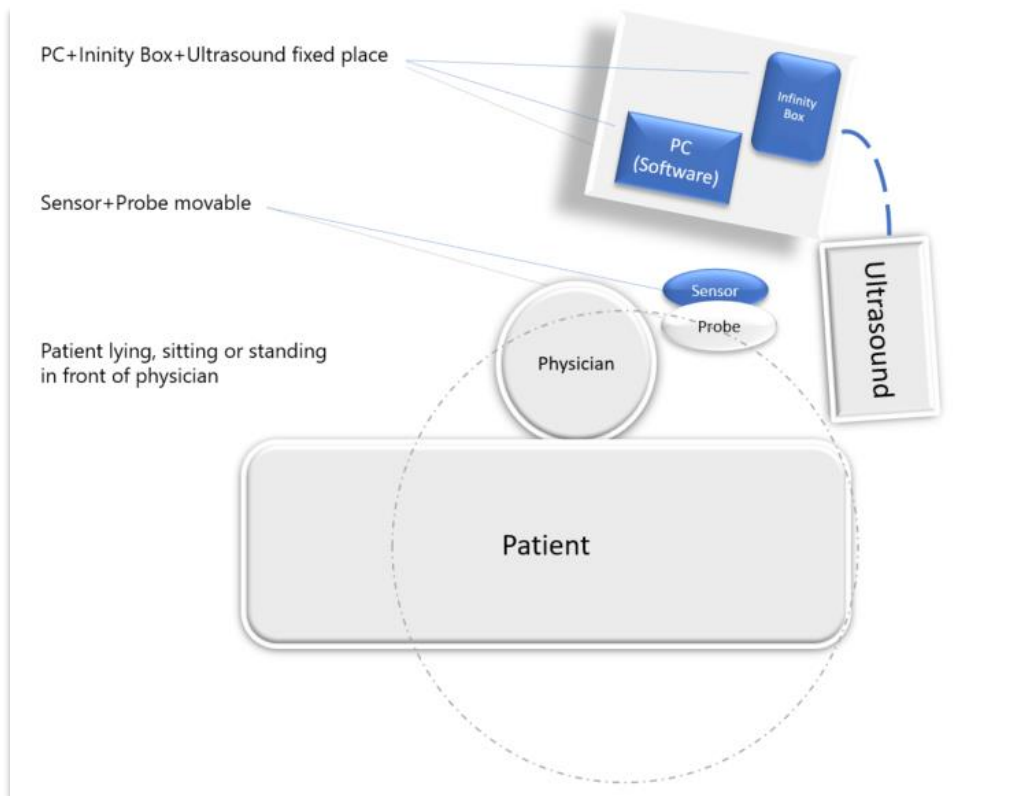 PC+Ininity Box+Ultrasound fixed place
Infinity
Box
PC
(Software)
Sensor+Probe movable
Sensor
Probe
Ultrasound
Patient lying, sitting or standing
in front of physician
Physician
Patient